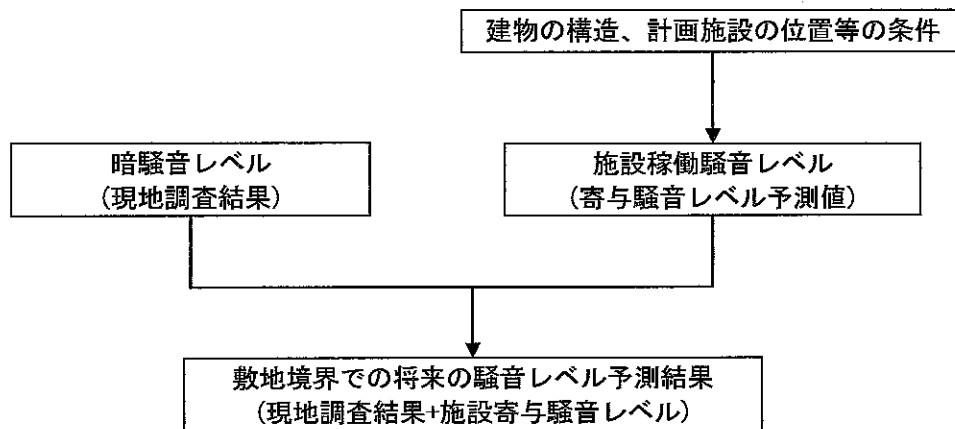 建物の構造、計画施設の位置等の条件
暗騒音レベル
(現地調査結果)
施設稼働騒音レベル
(寄与騒音レベル予測値)
敷地境界での将来の騒音レベル予測結果
(現地調査結果+施設寄与騒音レベル)